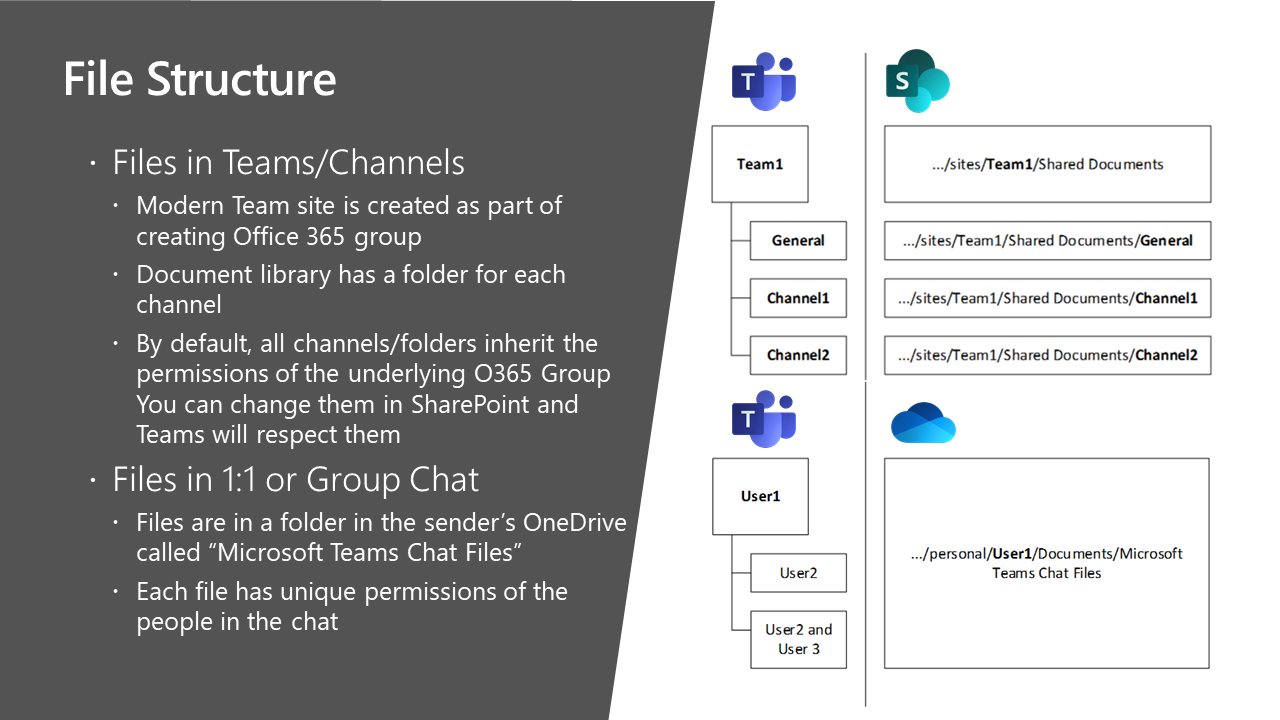 File Structure
· Files in Teams/Channels
· Modern Team site is created as part of
creating Office 365 group
· Document library has a folder for each
channel
· By default, all channels/folders inherit the
permissions of the underlying O365 Group
You can change them in SharePoint and
Teams will respect them
· Files in 1:1 or Group Chat
· Files are in a folder in the sender’s OneDrive
called “Microsoft Teams Chat Files”
· Each file has unique permissions of the
people in the chat
T
S
Team1
.../sites/Team1/Shared Documents
General
.../sites/Team1/Shared Documents/General
Channel1
.../sites/Team1/Shared Documents/Channel1
Channel2
.../sites/Team1/Shared Documents/Channel2
T
User1
User2
User2 and
User 3
.../personal/User1/Documents/Microsoft
Teams Chat Files